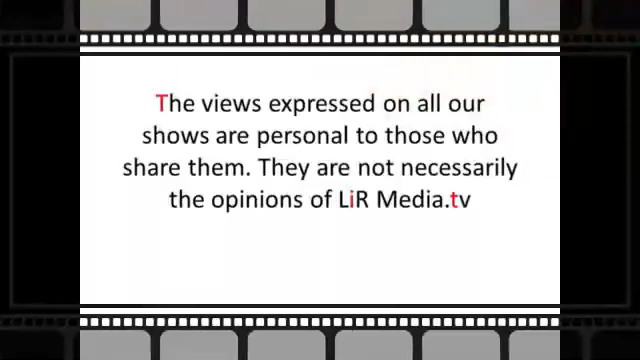 The views expressed on all our
shows are personal to those who
share them. They are not necessarily
the opinions of LiR Media.tv